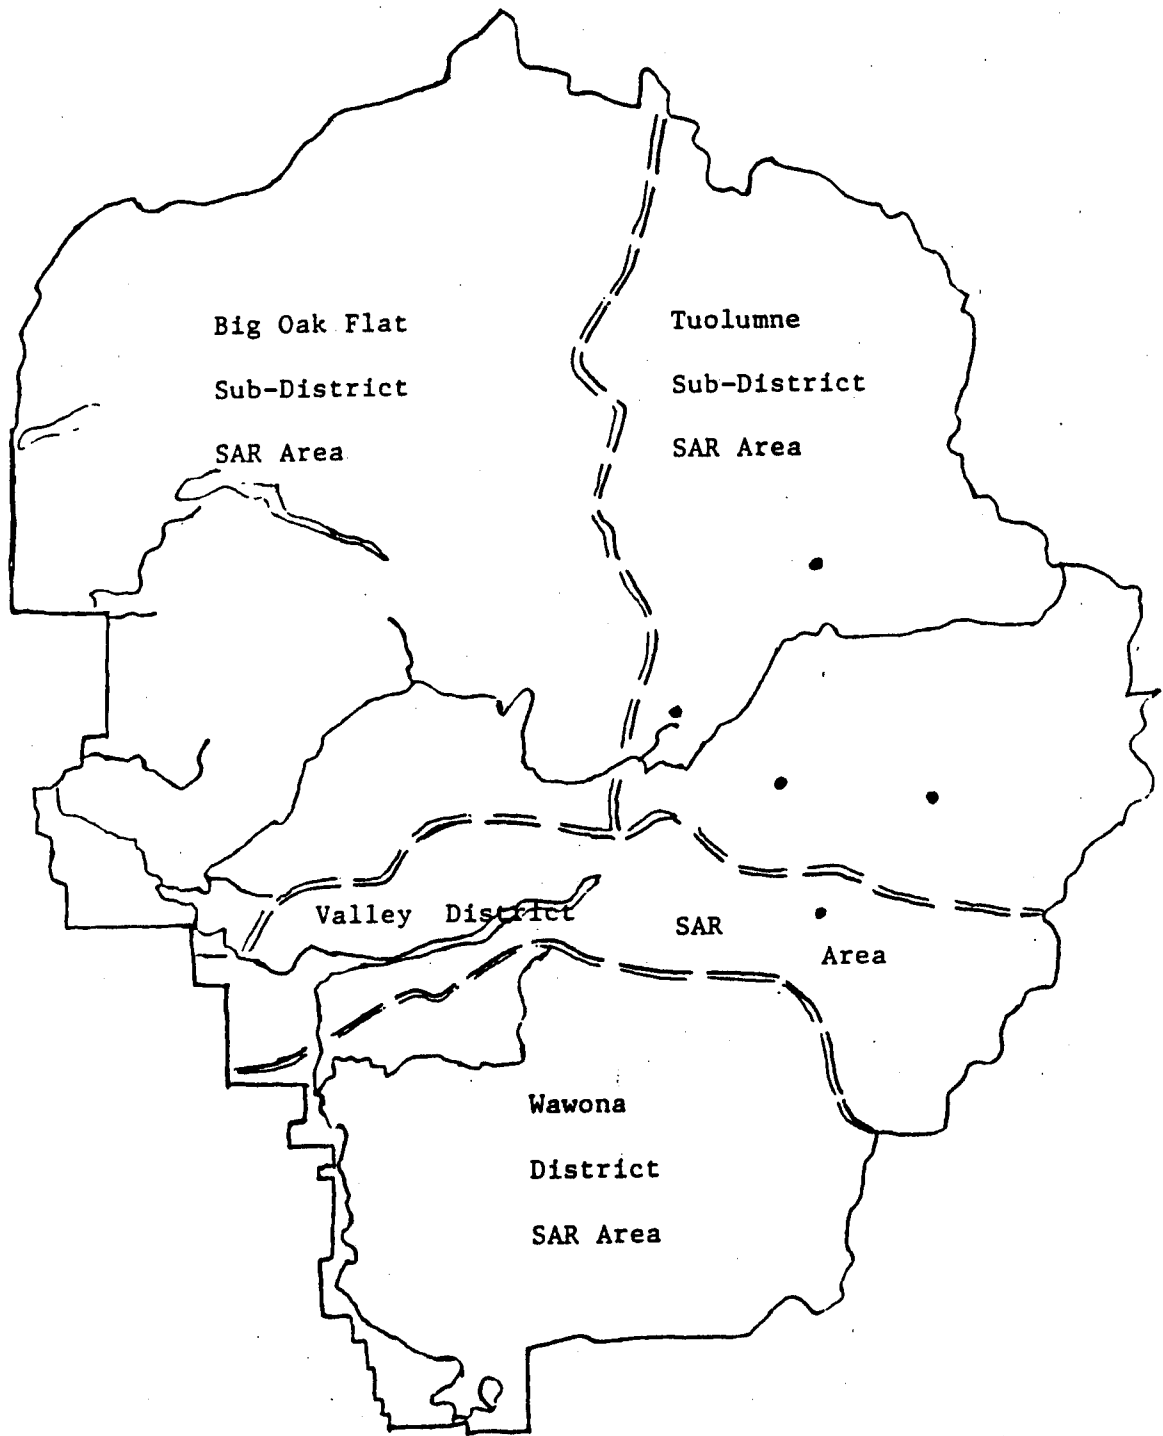 Big Oak Flat
Sub-District
SAR Area
Tuolumne
Sub-District
SAR Area
Valley District SAR Area
Wawona
District
SAR Area